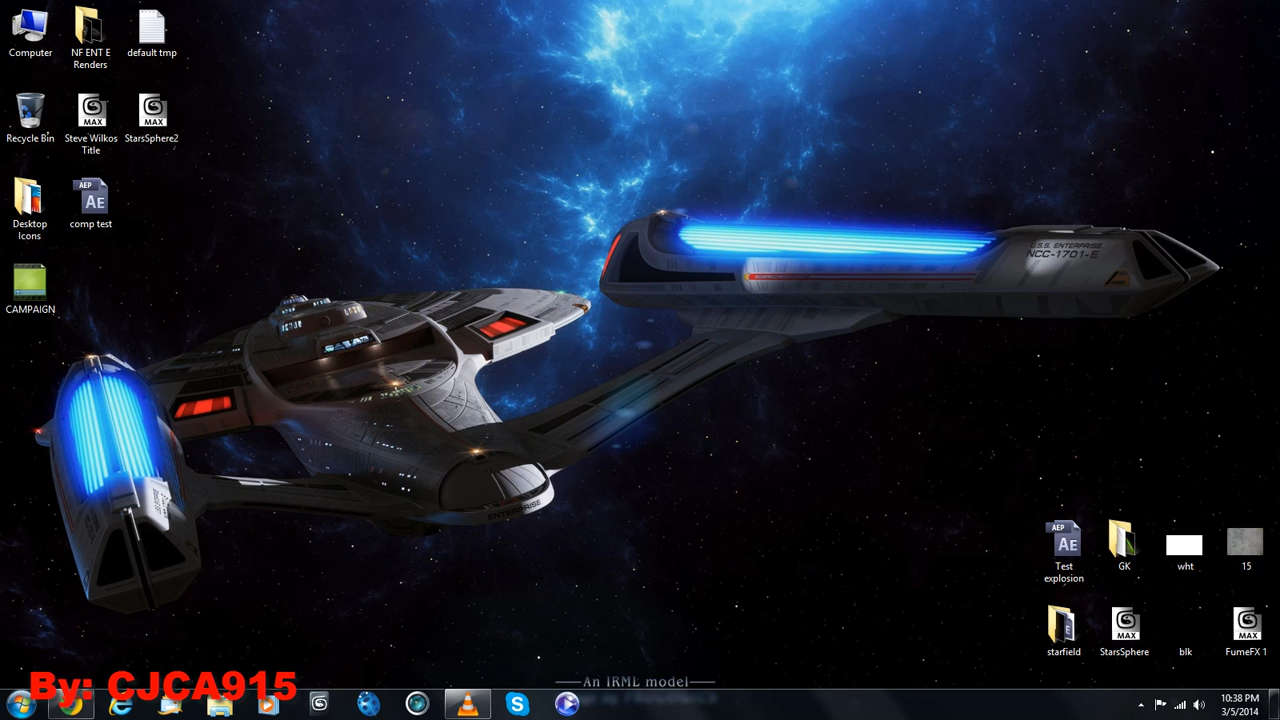 Computer
NF ENT E
Renders
default tmp
Recycle Bin
MAX
Steve Wilkos
Title
MAX
StarsSphere2
Desktop
Icons
AEP
Ae
comp test
CAMPAIGN
U.S.S. ENTERPRISE
NCC-1701-E
ENTERPRISE
AEP
Ae
Test
explosion
GK
wht
15
starfield
MAX
StarsSphere
blk
MAX
FumeFX 1
An IRML model
By: CJCA915
10:38 PM
3/5/2014